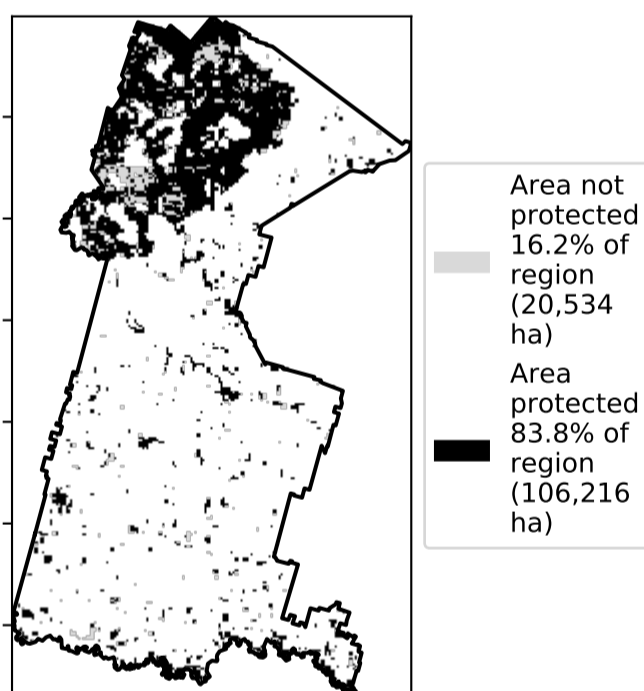 Area not
protected
16.2% of
region
(20,534
ha)
Area
protected
83.8% of
region
(106,216
ha)